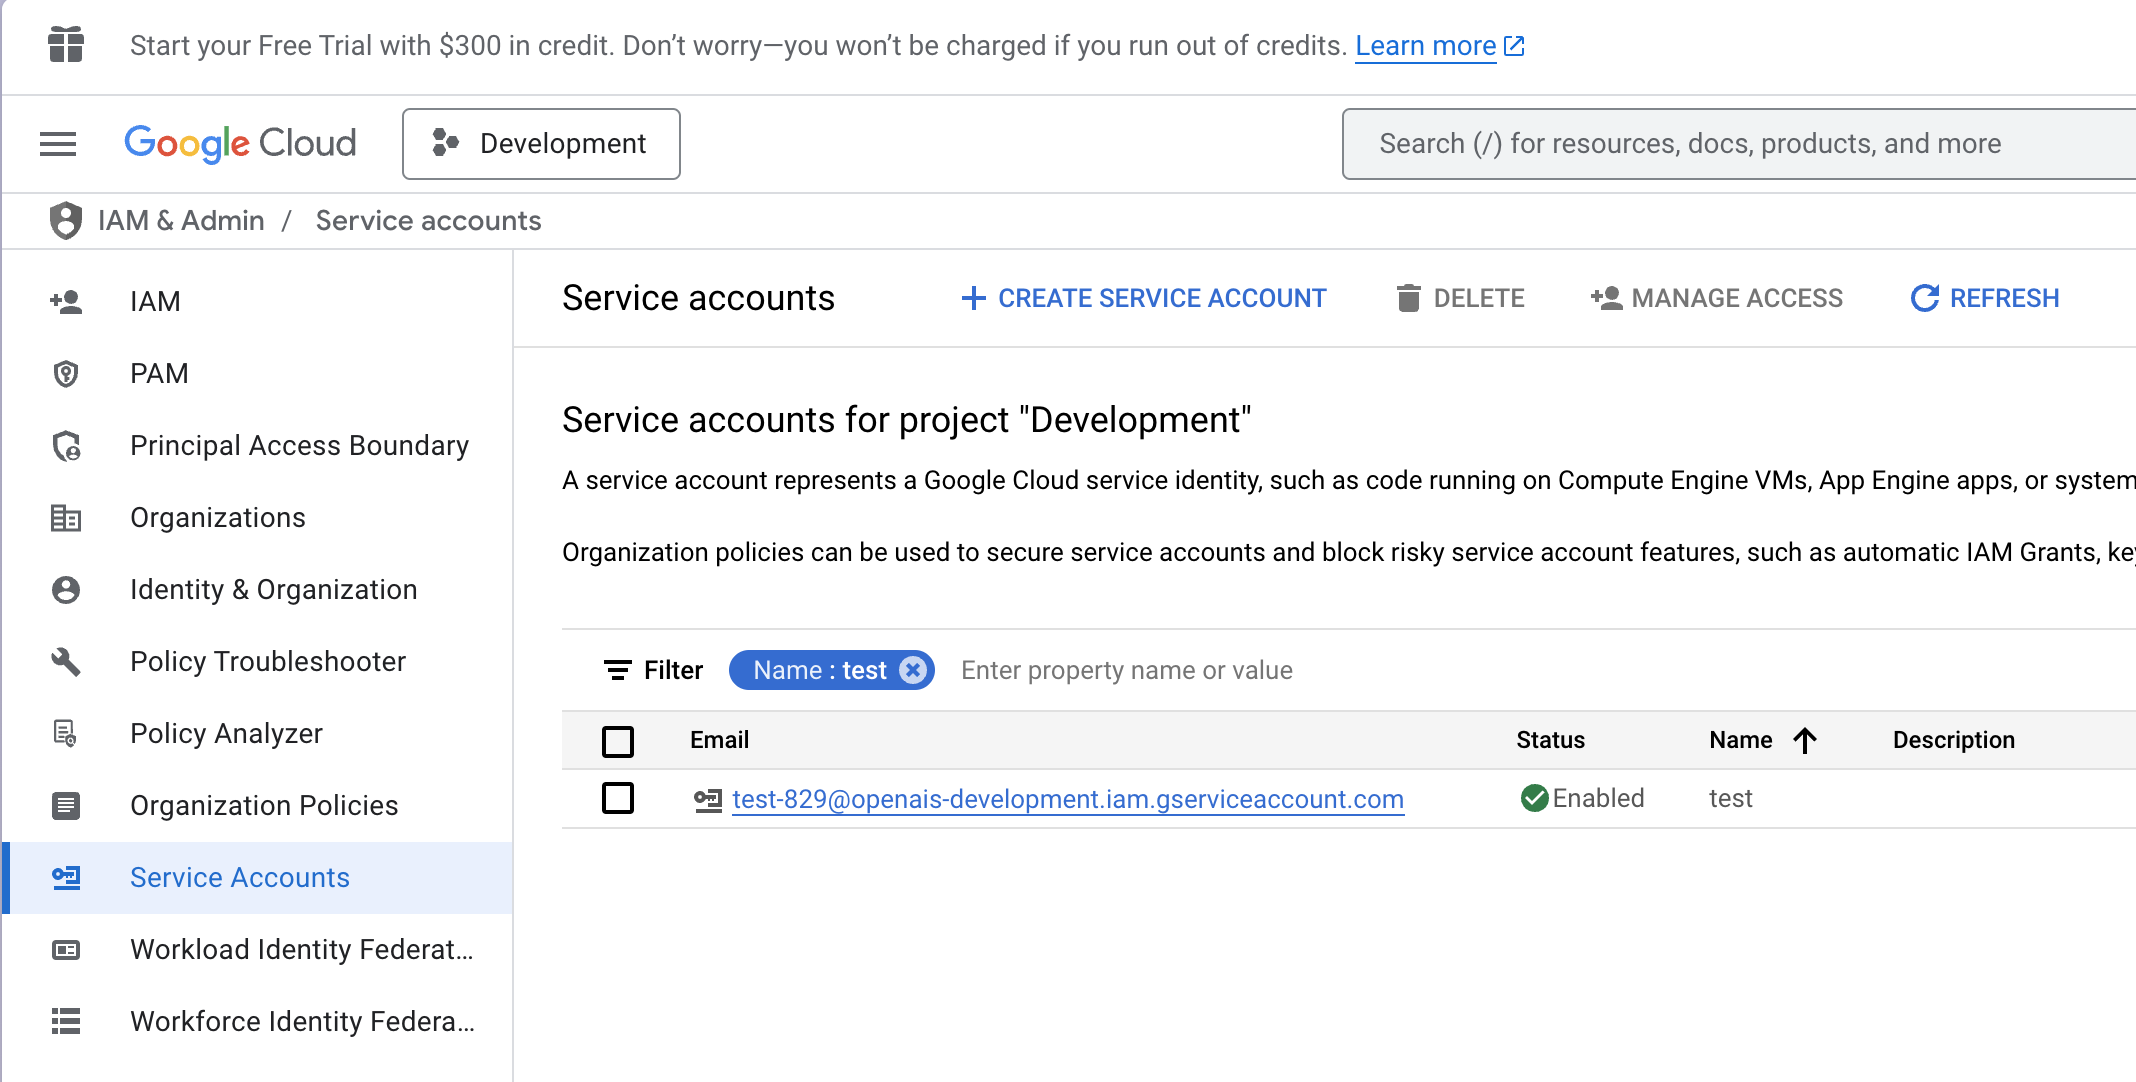 Start your Free Trial with $300 in credit. Don’t worry—you won’t be charged if you run out of credits. Learn more
Google Cloud
Development
Search (/) for resources, docs, products, and more
IAM & Admin / Service accounts
IAM
PAM
Principal Access Boundary
Organizations
Identity & Organization
Policy Troubleshooter
Policy Analyzer
Organization Policies
Service Accounts
Workload Identity Federat...
Workforce Identity Federa...
Service accounts
CREATE SERVICE ACCOUNT
DELETE
MANAGE ACCESS
REFRESH
Service accounts for project "Development"
A service account represents a Google Cloud service identity, such as code running on Compute Engine VMs, App Engine apps, or system
Organization policies can be used to secure service accounts and block risky service account features, such as automatic IAM Grants, key
Filter Name : test Enter property name or value
Email Status Name Description
test-829@openais-development.iam.gserviceaccount.com Enabled test